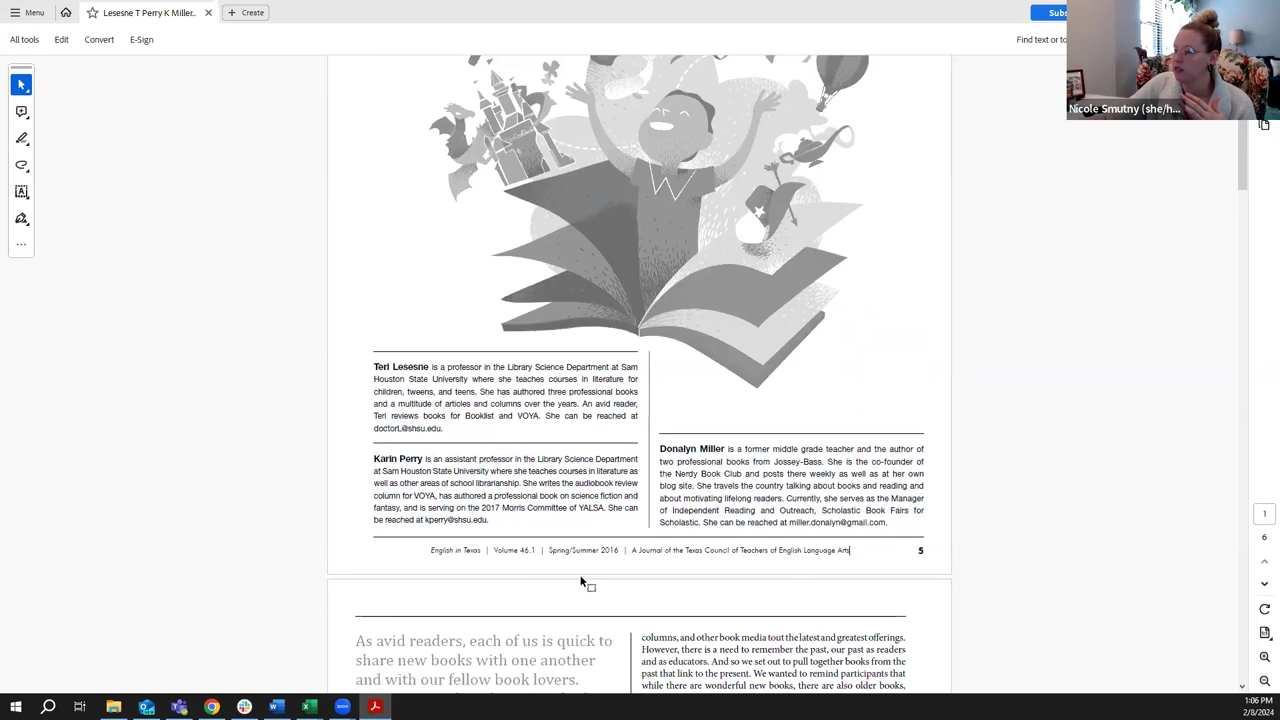 Menu
Lesesne T Perry K Miller...
Create
Subs
All tools
Edit
Convert
E-Sign
Find text or to
Nicole Smutny (she/h...
Teri Lesesne is a professor in the Library Science Department at Sam
Houston State University where she teaches courses in literature for
children, tweens, and teens. She has authored three professional books
and a multitude of articles and columns over the years. An avid reader,
Teri reviews books for Booklist and VOYA. She can be reached at
doctorL@shsu.edu.
Karin Perry is an assistant professor in the Library Science Department
at Sam Houston State University where she teaches courses in literature as
well as other areas of school librarianship. She writes the audiobook review
column for VOYA, has authored a professional book on science fiction and
fantasy, and is serving on the 2017 Morris Committee of YALSA. She can
be reached at kperry@shsu.edu.
Donalyn Miller is a former middle grade teacher and the author of
two professional books from Jossey-Bass. She is the co-founder of
the Nerdy Book Club and posts there weekly as well as at her own
blog site. She travels the country talking about books and reading and
about motivating lifelong readers. Currently, she serves as the Manager
of Independent Reading and Outreach, Scholastic Book Fairs for
Scholastic. She can be reached at miller.donalyn@gmail.com.
English in Texas | Volume 46.1 | Spring/Summer 2016 | A Journal of the Texas Council of Teachers of English Language Arts
5
As avid readers, each of us is quick to
share new books with one another
and with our fellow book lovers.
columns, and other book media tout the latest and greatest offerings.
However, there is a need to remember the past, our past as readers
and as educators. And so we set out to pull together books from the
past that link to the present. We wanted to remind participants that
while there are wonderful new books, there are also older books,
1
6
1:06 PM
2/8/2024